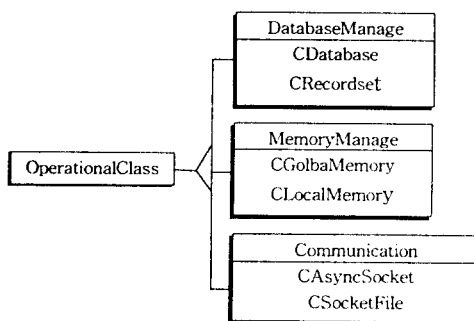 DatabaseManage
CDatabase
CRecordset
OperationalClass
MemoryManage
CGolbaMemory
CLocalMemory
Communication
CAsyncSocket
CSocketFile